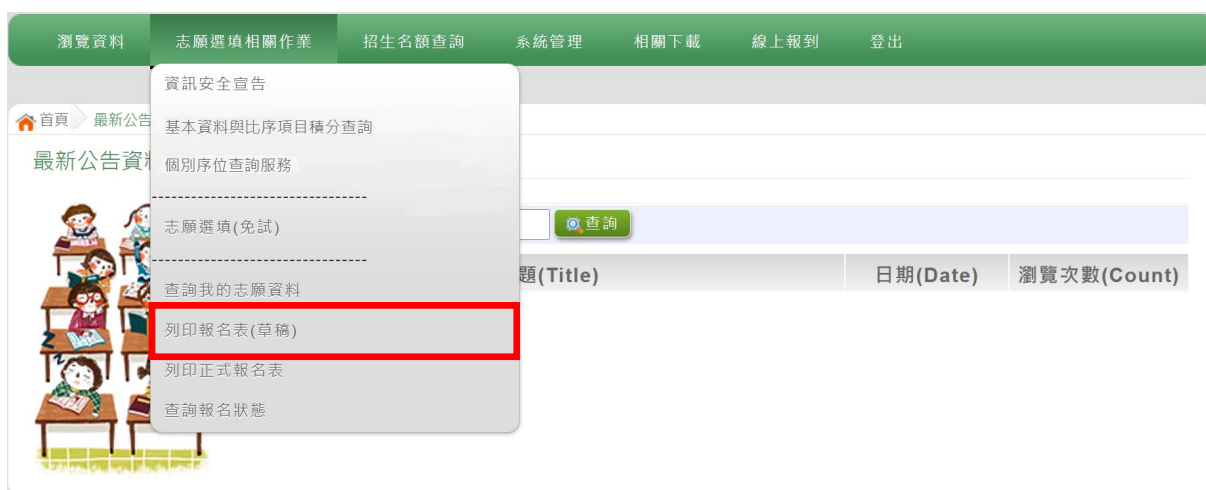 瀏覽資料 志願選填相關作業 招生名額查詢 系統管理 相關下載 線上報到 登出
資訊安全宣告
首頁 最新公告
基本資料與比序項目積分查詢
最新公告資
個別序位查詢服務
---------------------------------
志願選填(免試)
查詢
---------------------------------
題(Title) 日期(Date) 瀏覽次數(Count)
查詢我的志願資料
列印報名表(草稿)
列印正式報名表
查詢報名狀態